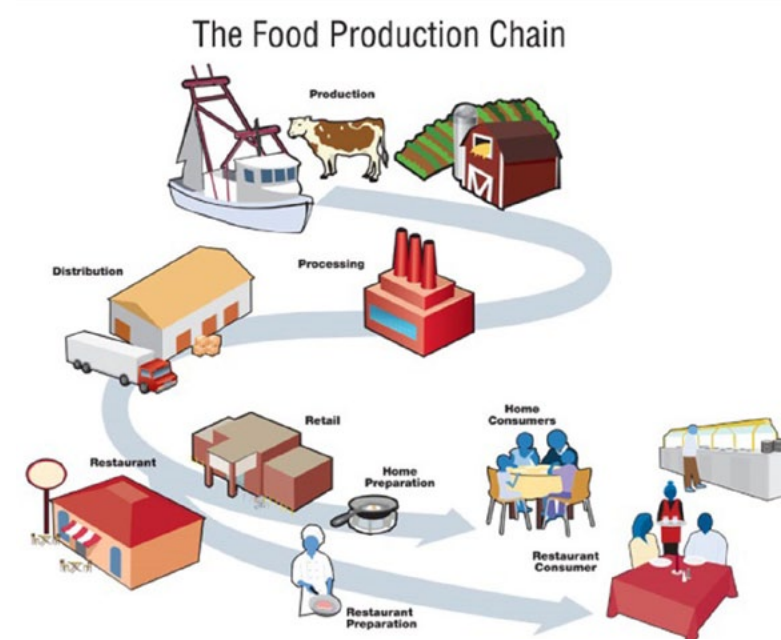 The Food Production Chain
Production
Processing
Distribution
Retail
Home
Consumers
Restaurant
Home
Preparation
Restaurant
Consumer
Restaurant
Preparation